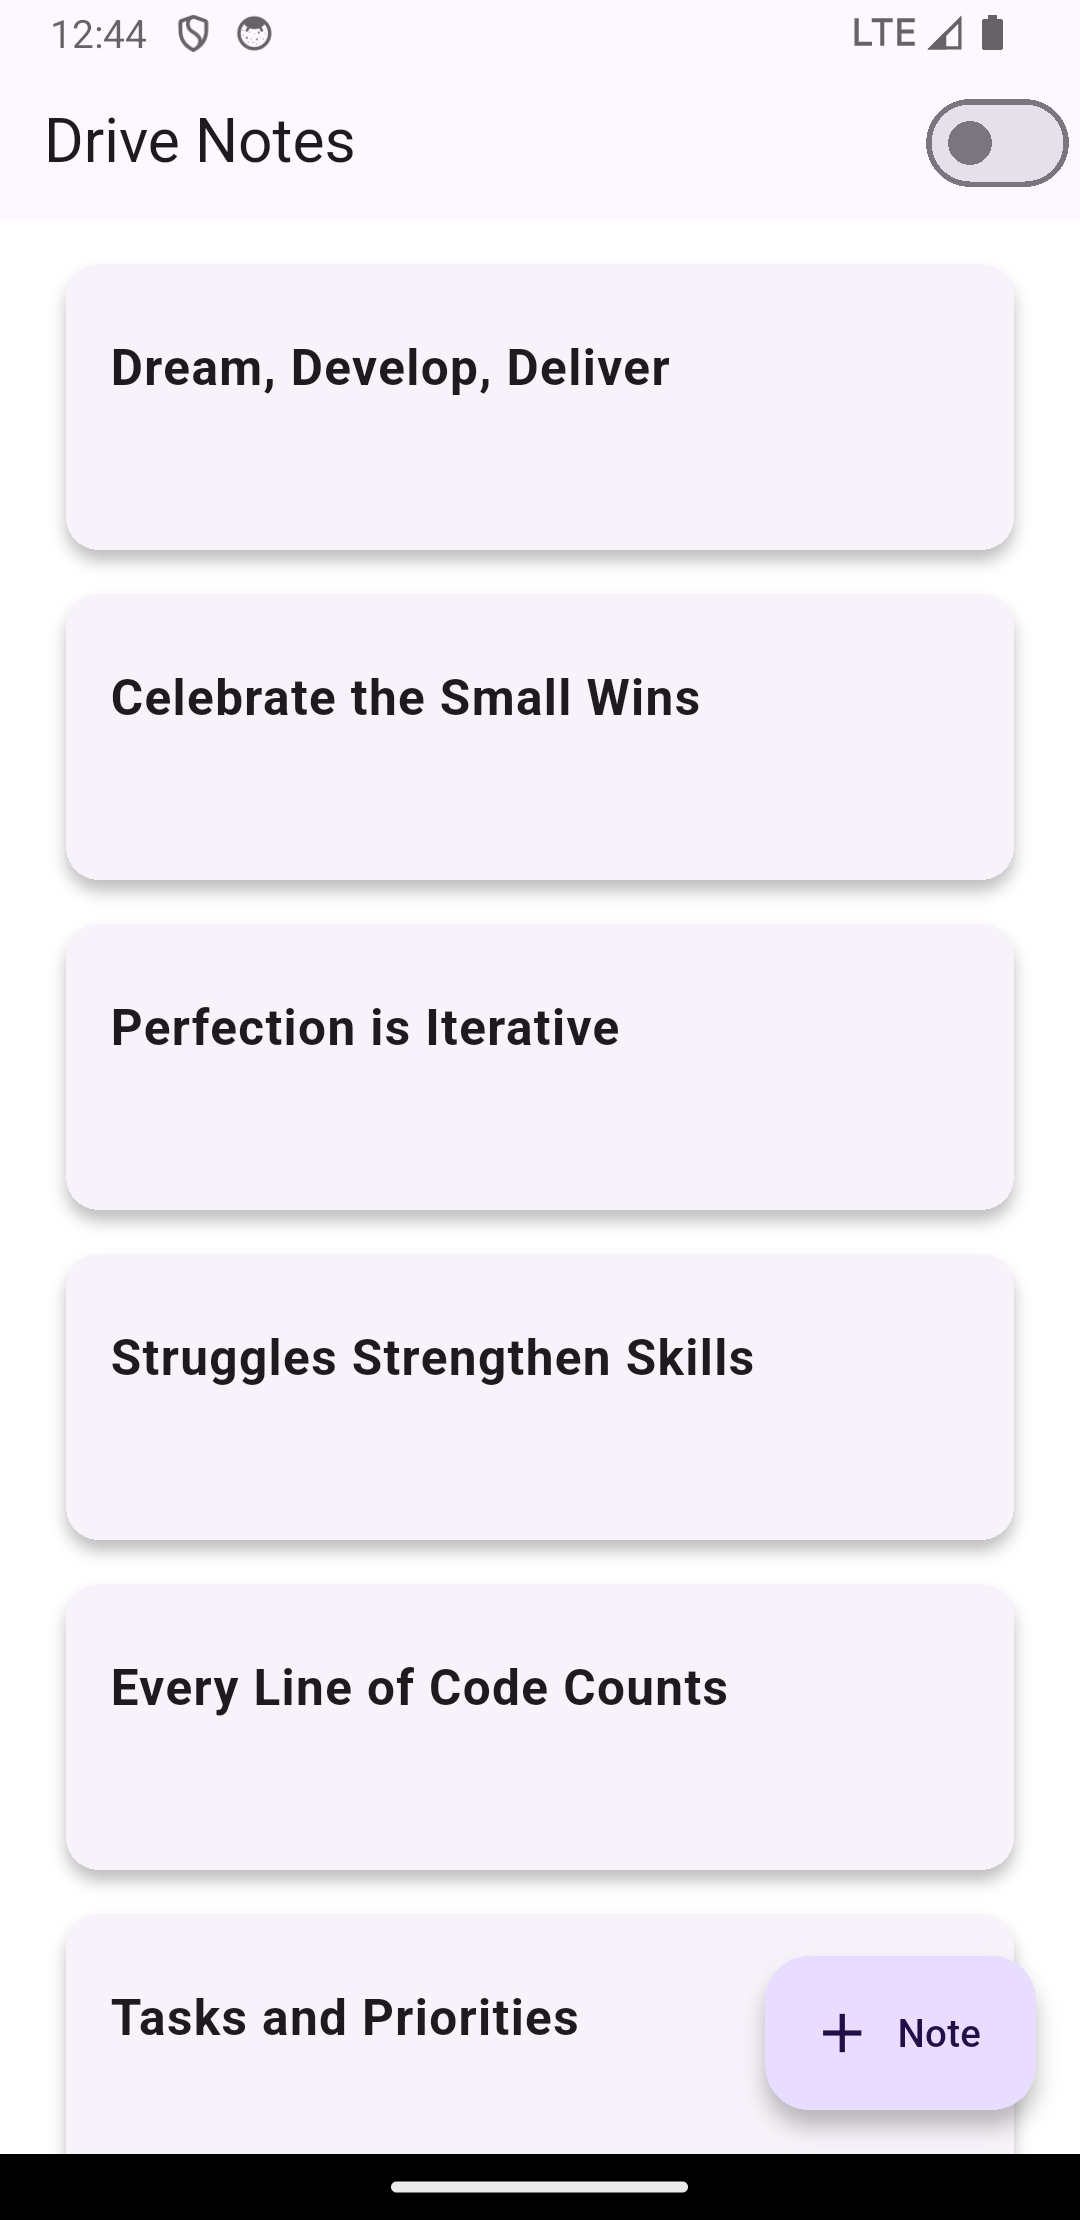 12:44
LTE
Drive Notes
Dream, Develop, Deliver
Celebrate the Small Wins
Perfection is Iterative
Struggles Strengthen Skills
Every Line of Code Counts
Tasks and Priorities
Note